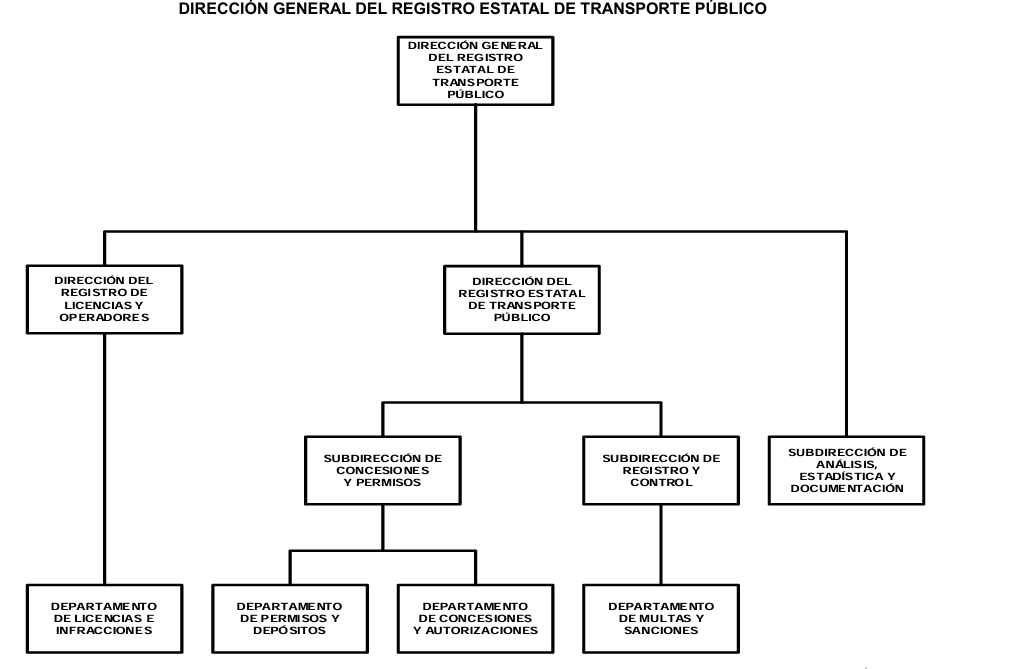 DIRECCIÓN GENERAL DEL REGISTRO ESTATAL DE TRANSPORTE PÚBLICO
DIRECCIÓN GENERAL
DEL REGISTRO
ESTATAL DE
TRANSPORTE
PÚBLICO
DIRECCIÓN DEL
REGISTRO DE
LICENCIAS Y
OPERADORES
DIRECCIÓN DEL
REGISTRO ESTATAL
DE TRANSPORTE
PÚBLICO
SUBDIRECCIÓN DE
CONCESIONES
Y PERMISOS
SUBDIRECCIÓN DE
REGISTRO Y
CONTROL
SUBDIRECCIÓN DE
ANÁLISIS,
ESTADÍSTICA Y
DOCUMENTACIÓN
DEPARTAMENTO
DE LICENCIAS E
INFRACCIONES
DEPARTAMENTO
DE PERMISOS Y
DEPÓSITOS
DEPARTAMENTO
DE CONCESIONES
Y AUTORIZACIONES
DEPARTAMENTO
DE MULTAS Y
SANCIONES